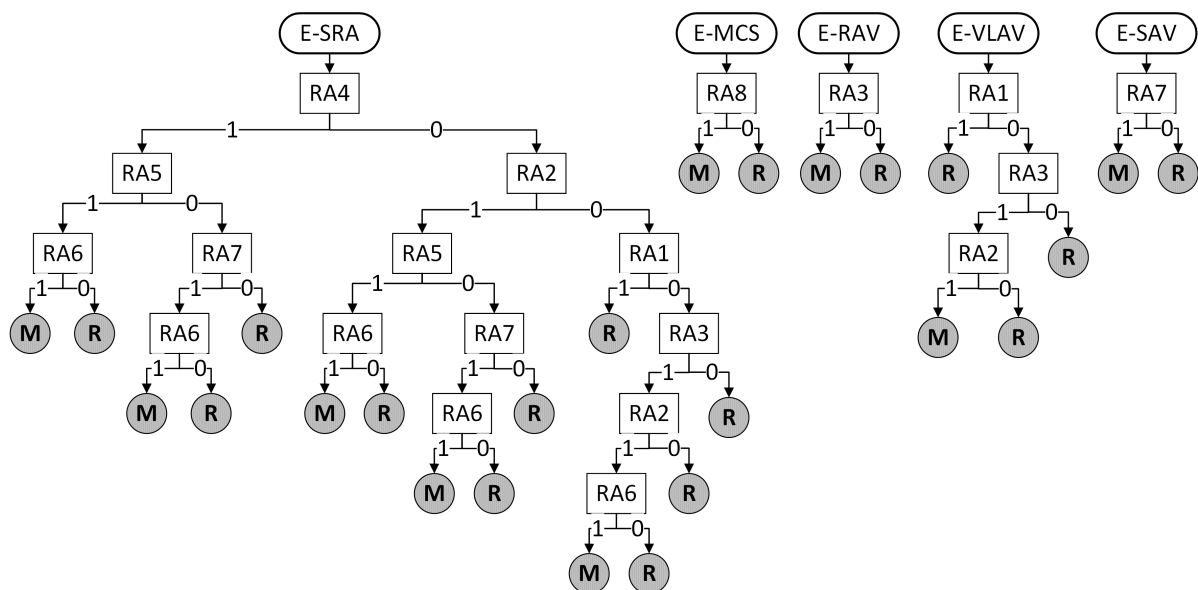 E-SRA E-MCS E-RAV E-VLAV E-SAV
RA4 RA8 RA3 RA1 RA7
1 0 1 0 1 0 1 0 1 0
RA5 RA2 M R M R R RA3 M R
1 0 1 0 1 0
RA6 RA7 RA5 RA1 RA2 R
1 0 1 0 1 0 1 0 1 0
M R RA6 R RA6 RA7 R RA3 M R
1 0 1 0 1 0 1 0
M R M R RA6 R RA2 R
1 0 1 0
M R RA6 R
1 0
M R